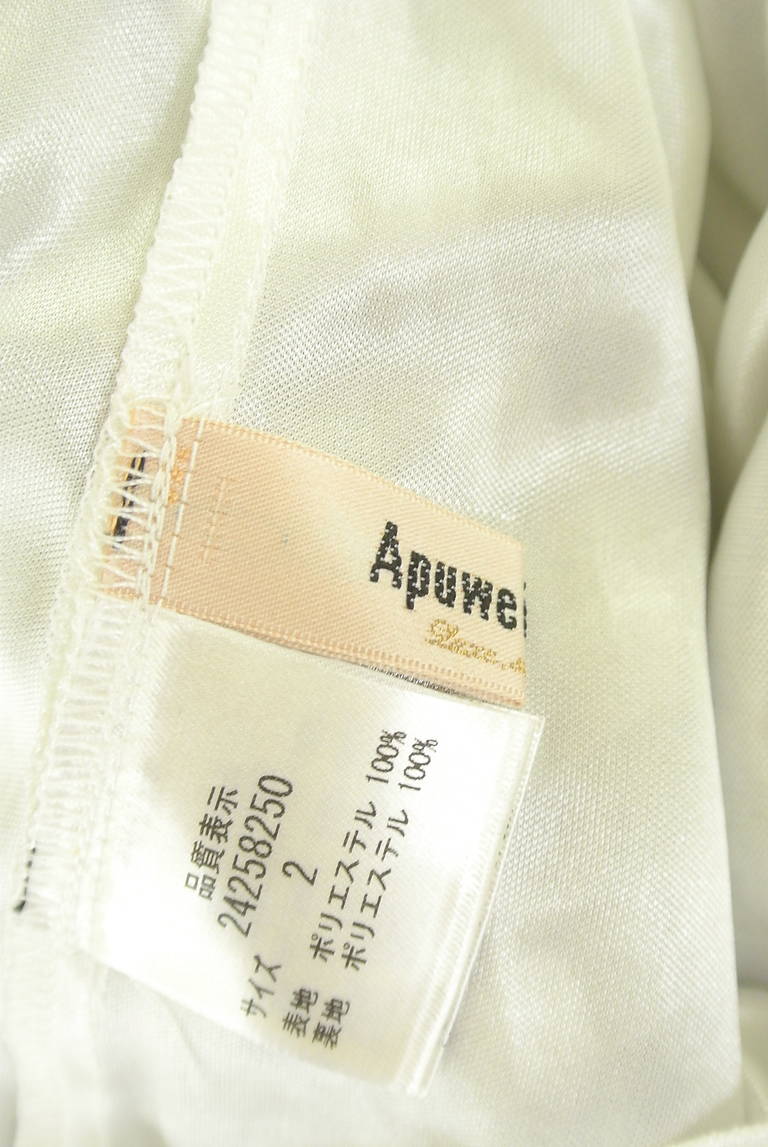 Apuwe
品質表示
24258250
サイズ 2
表地 ポリエステル 100%
裏地 ポリエステル 100%